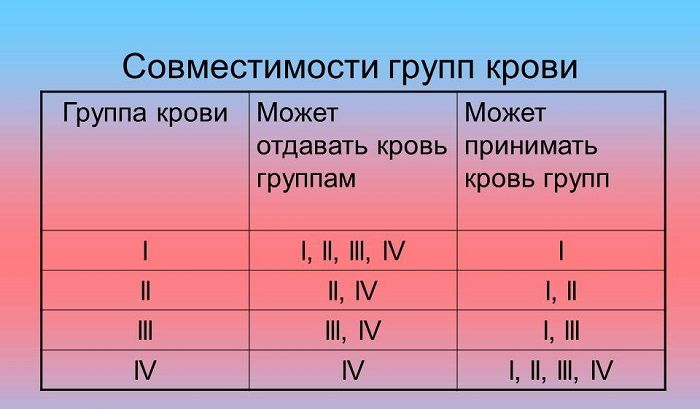 Совместимости групп крови
Группа крови
Может
отдавать кровь
группам
Может
принимать
кровь групп
I
I, II, III, IV
I
II
II, IV
I, II
III
III, IV
I, III
IV
IV
I, II, III, IV